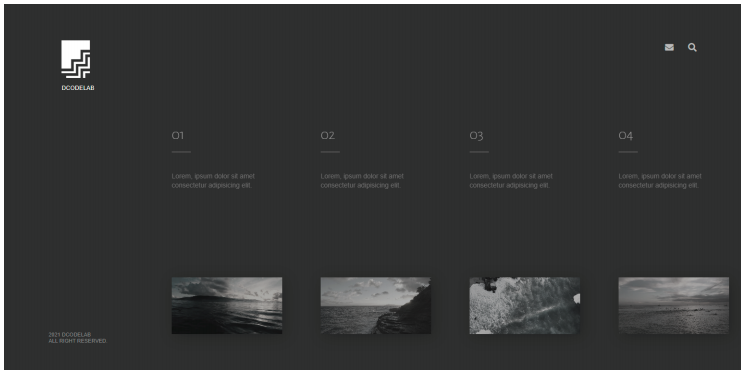 DCODELAB
01
Lorem, ipsum dolor sit amet
consectetur adipisicing elit.
02
Lorem, ipsum dolor sit amet
consectetur adipisicing elit.
03
Lorem, ipsum dolor sit amet
consectetur adipisicing elit.
04
Lorem, ipsum dolor sit amet
consectetur adipisicing elit.
2021 DCODELAB
ALL RIGHT RESERVED